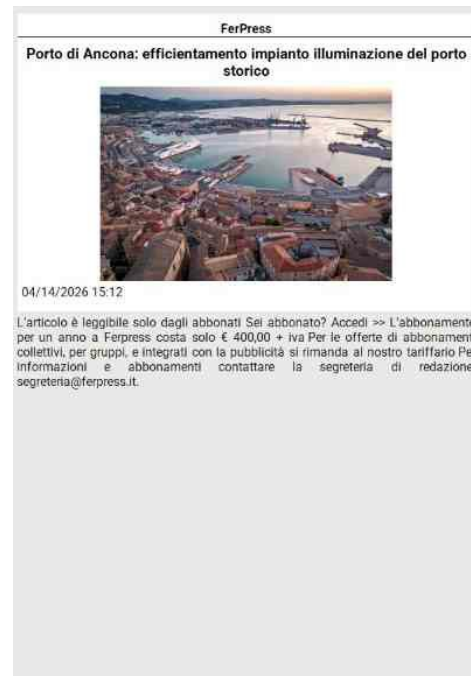 FerPress
Porto di Ancona: efficientamento impianto illuminazione del porto
storico
04/14/2026 15:12
L'articolo è leggibile solo dagli abbonati Sei abbonato? Accedi >> L'abbonamento
per un anno a Ferpress costa solo € 400,00 + iva Per le offerte di abbonament
collettivi, per gruppi, e integrati con la pubblicità si rimanda al nostro tariffario Pe
informazioni e abbonamenti contattare la segreteria di redazione
segreteria@ferpress.it.